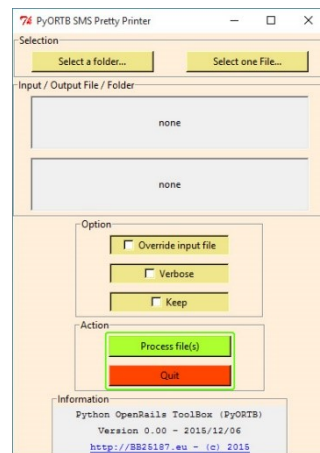 PyORTB SMS Pretty Printer
Selection
Select a folder...
Select one File...
Input / Output File / Folder
none
none
Option
Override input file
Verbose
Keep
Action
Process file(s)
Quit
Information
Python OpenRails ToolBox (PyORTB)
Version 0.00 - 2015/12/06
http://BB25187.eu - (c) 2015